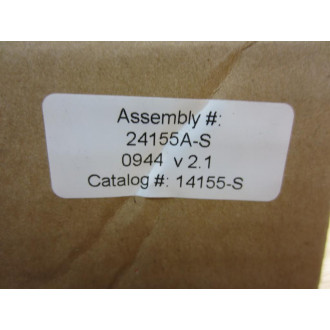 Assembly #:
24155A-S
0944 v 2.1
Catalog #: 14155-S